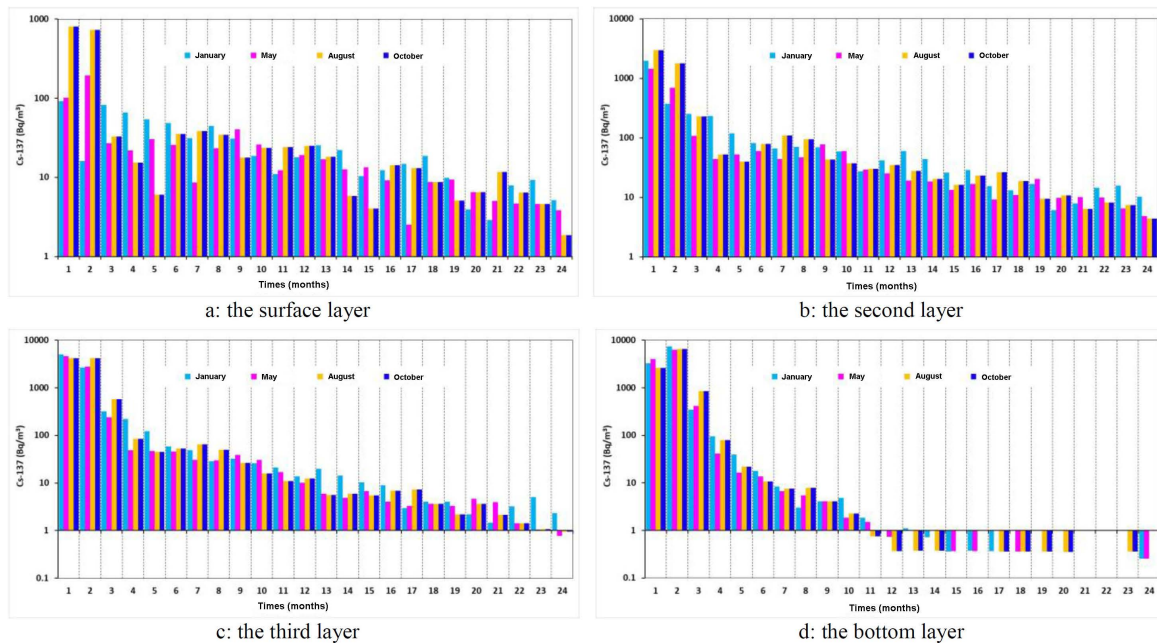 1000
100
10
1
Cs-137 (Bq/m³)
January May August October
1 2 3 4 5 6 7 8 9 10 11 12 13 14 15 16 17 18 19 20 21 22 23 24
Times (months)
a: the surface layer
10000
1000
100
10
1
Cs-137 (Bq/m³)
January May August October
1 2 3 4 5 6 7 8 9 10 11 12 13 14 15 16 17 18 19 20 21 22 23 24
Times (months)
b: the second layer
10000
1000
100
10
1
0.1
Cs-137 (Bq/m³)
January May August October
1 2 3 4 5 6 7 8 9 10 11 12 13 14 15 16 17 18 19 20 21 22 23 24
Times (months)
c: the third layer
10000
1000
100
10
1
0.1
Cs-137 (Bq/m³)
January May August October
1 2 3 4 5 6 7 8 9 10 11 12 13 14 15 16 17 18 19 20 21 22 23 24
Times (months)
d: the bottom layer